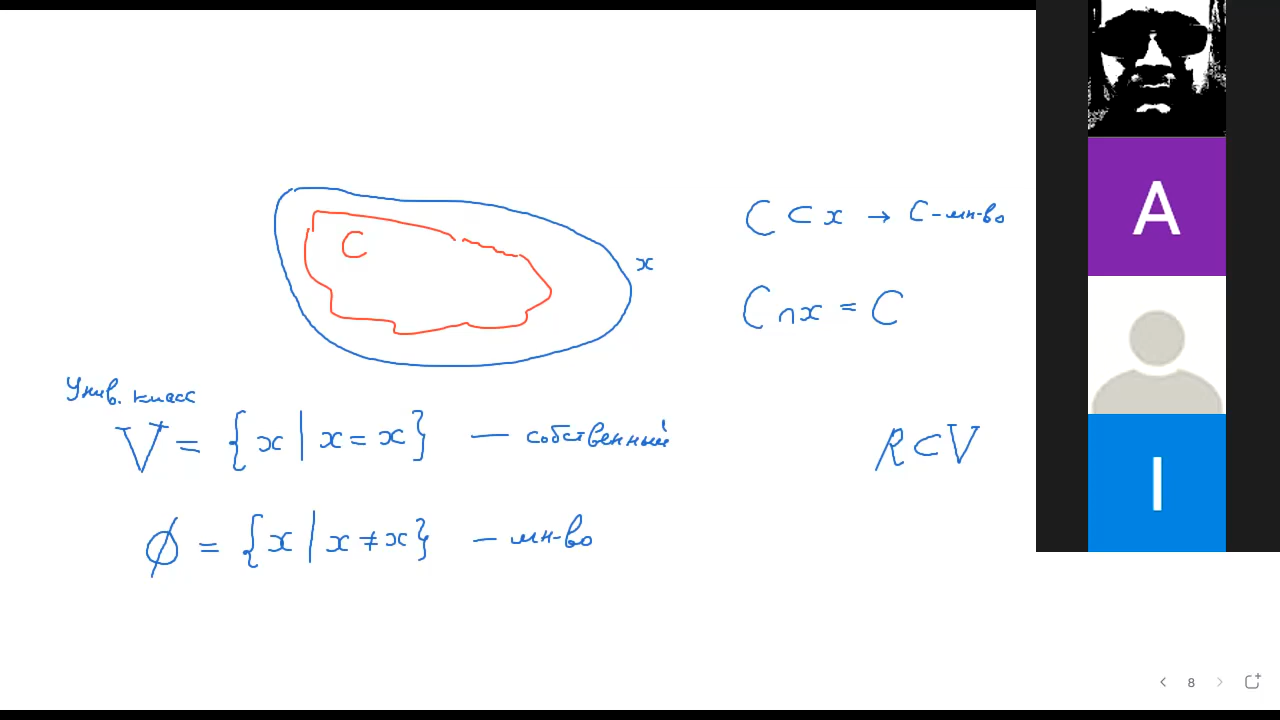 C
x
C ⊂ x → C - мн-во
C ∩ x = C
Унив. класс
V = {x | x = x} — собственный
R ⊂ V
∅ = {x | x ≠ x} — мн-во
A
I
8